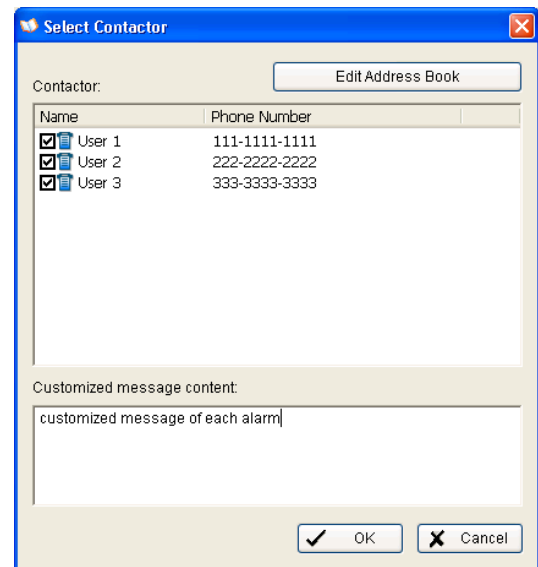 Select Contactor
Edit Address Book
Contactor:
Name Phone Number
User 1 111-1111-1111
User 2 222-2222-2222
User 3 333-3333-3333
Customized message content:
customized message of each alarm
OK Cancel